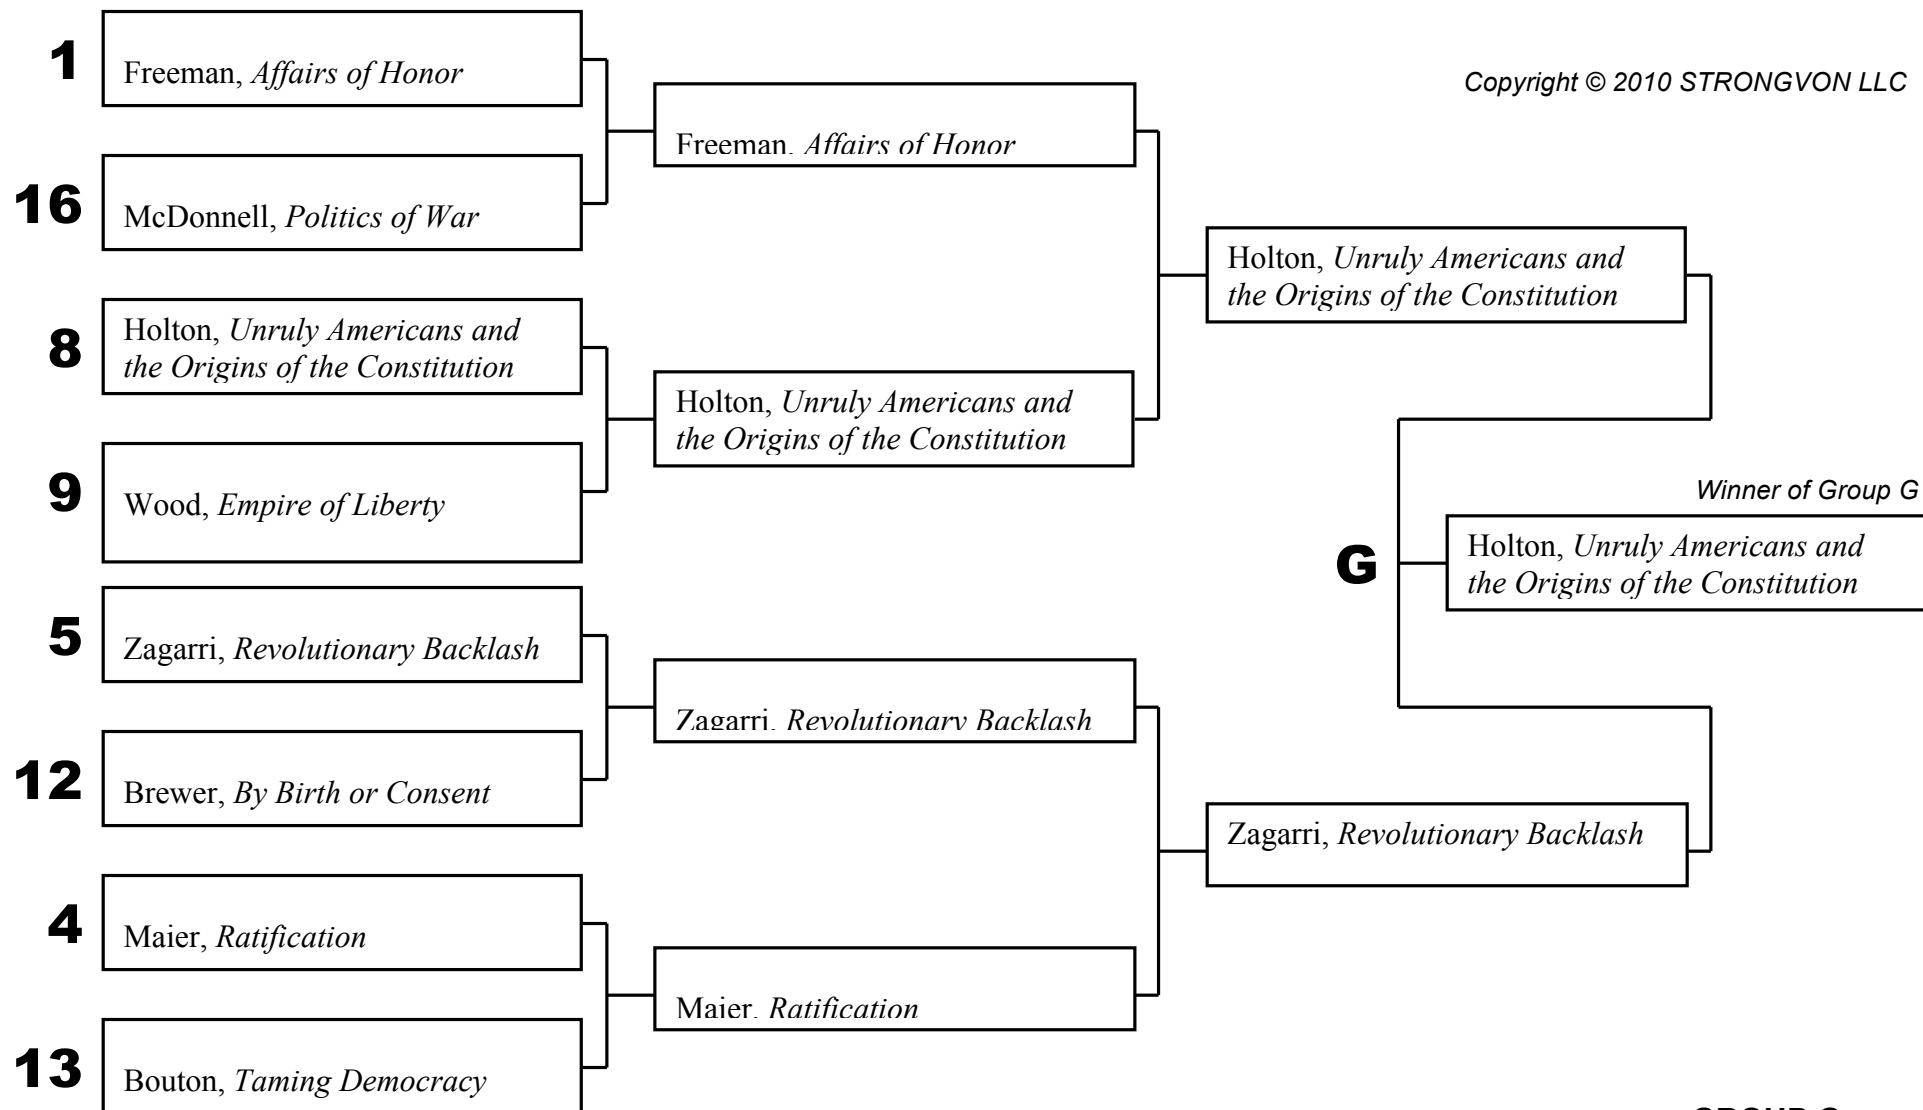 1
Freeman, Affairs of Honor
16
McDonnell, Politics of War
8
Holton, Unruly Americans and
the Origins of the Constitution
9
Wood, Empire of Liberty
5
Zagarri, Revolutionary Backlash
12
Brewer, By Birth or Consent
4
Maier, Ratification
13
Bouton, Taming Democracy
Freeman, Affairs of Honor
Holton, Unruly Americans and
the Origins of the Constitution
Zagarri, Revolutionary Backlash
Maier, Ratification
Copyright © 2010 STRONGVON LLC
Holton, Unruly Americans and
the Origins of the Constitution
Zagarri, Revolutionary Backlash
G
Winner of Group G
Holton, Unruly Americans and
the Origins of the Constitution